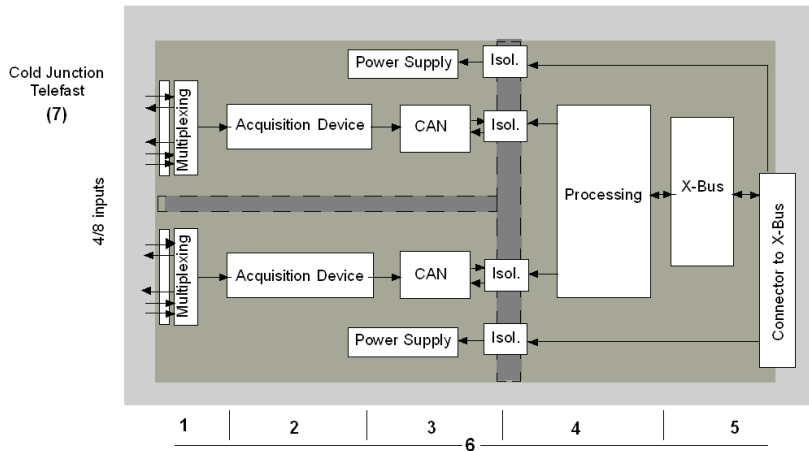 Cold Junction
Telefast
(7)
4/8 inputs
Multiplexing
Acquisition Device
CAN
Power Supply
Isol.
Isol.
Processing
X-Bus
Connector to X-Bus
Multiplexing
Acquisition Device
CAN
Isol.
Power Supply
Isol.
1
2
3
4
5
6